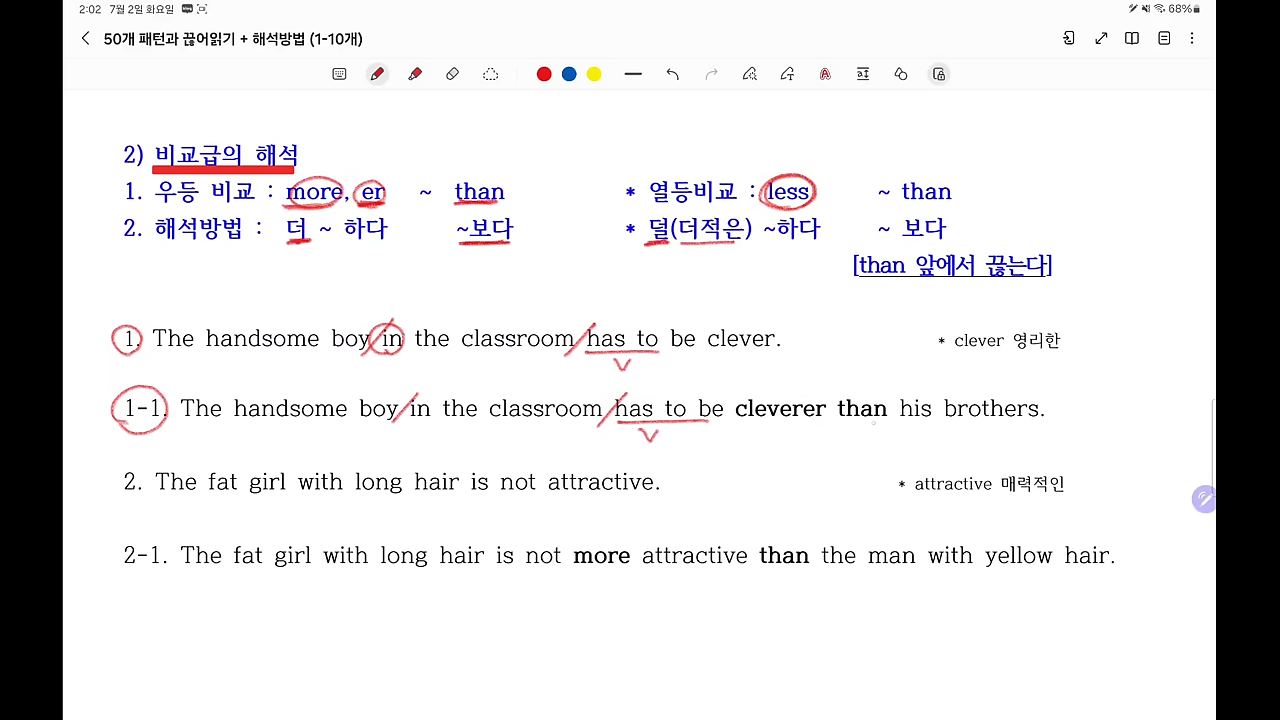 2:02 7월 2일 화요일 68%
50개 패턴과 끊어읽기 + 해석방법 (1-10개)
2) 비교급의 해석
1. 우등 비교 : more, er ~ than * 열등비교 : less ~ than
2. 해석방법 : 더 ~ 하다 ~보다 * 덜(더적은) ~하다 ~ 보다
[than 앞에서 끊는다]
1. The handsome boy in the classroom has to be clever. * clever 영리한
V
1-1. The handsome boy in the classroom has to be cleverer than his brothers.
V
2. The fat girl with long hair is not attractive. * attractive 매력적인
2-1. The fat girl with long hair is not more attractive than the man with yellow hair.